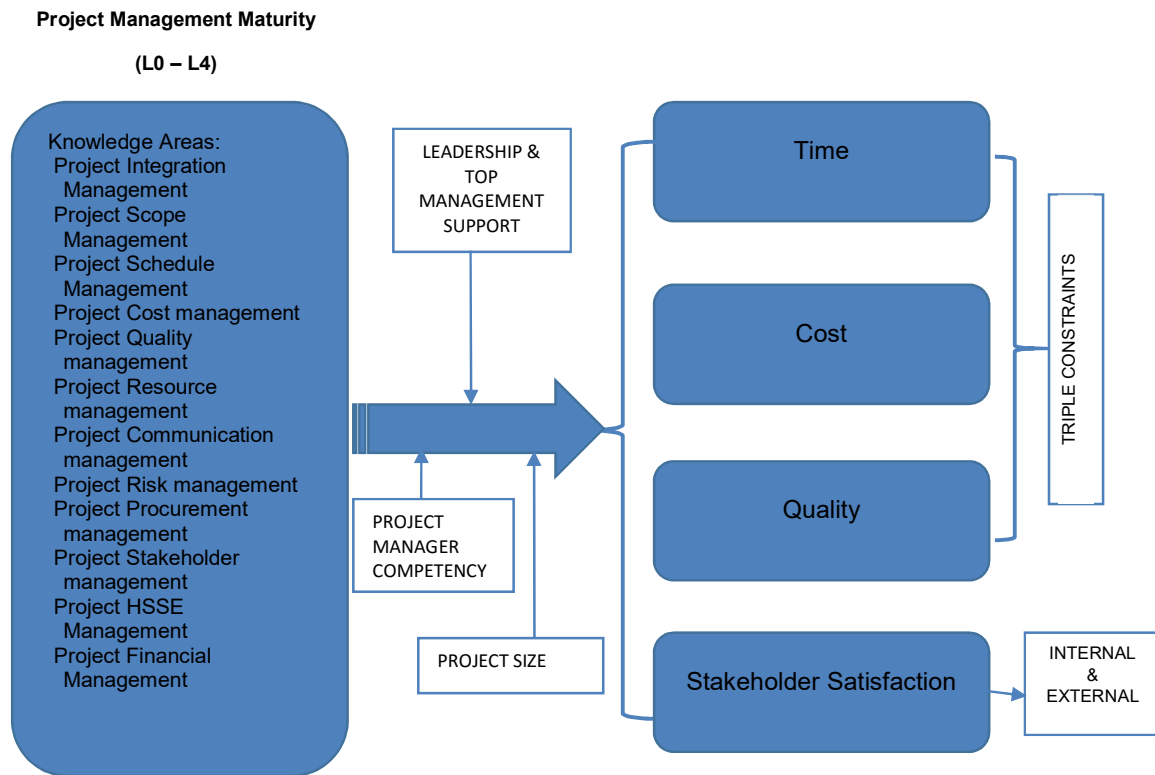 Project Management Maturity
(L0 – L4)
Knowledge Areas:
Project Integration
Management
Project Scope
Management
Project Schedule
Management
Project Cost management
Project Quality
management
Project Resource
management
Project Communication
management
Project Risk management
Project Procurement
management
Project Stakeholder
management
Project HSSE
Management
Project Financial
Management
LEADERSHIP &
TOP
MANAGEMENT
SUPPORT
PROJECT
MANAGER
COMPETENCY
PROJECT SIZE
Time
Cost
Quality
Stakeholder Satisfaction
TRIPLE CONSTRAINTS
INTERNAL
&
EXTERNAL